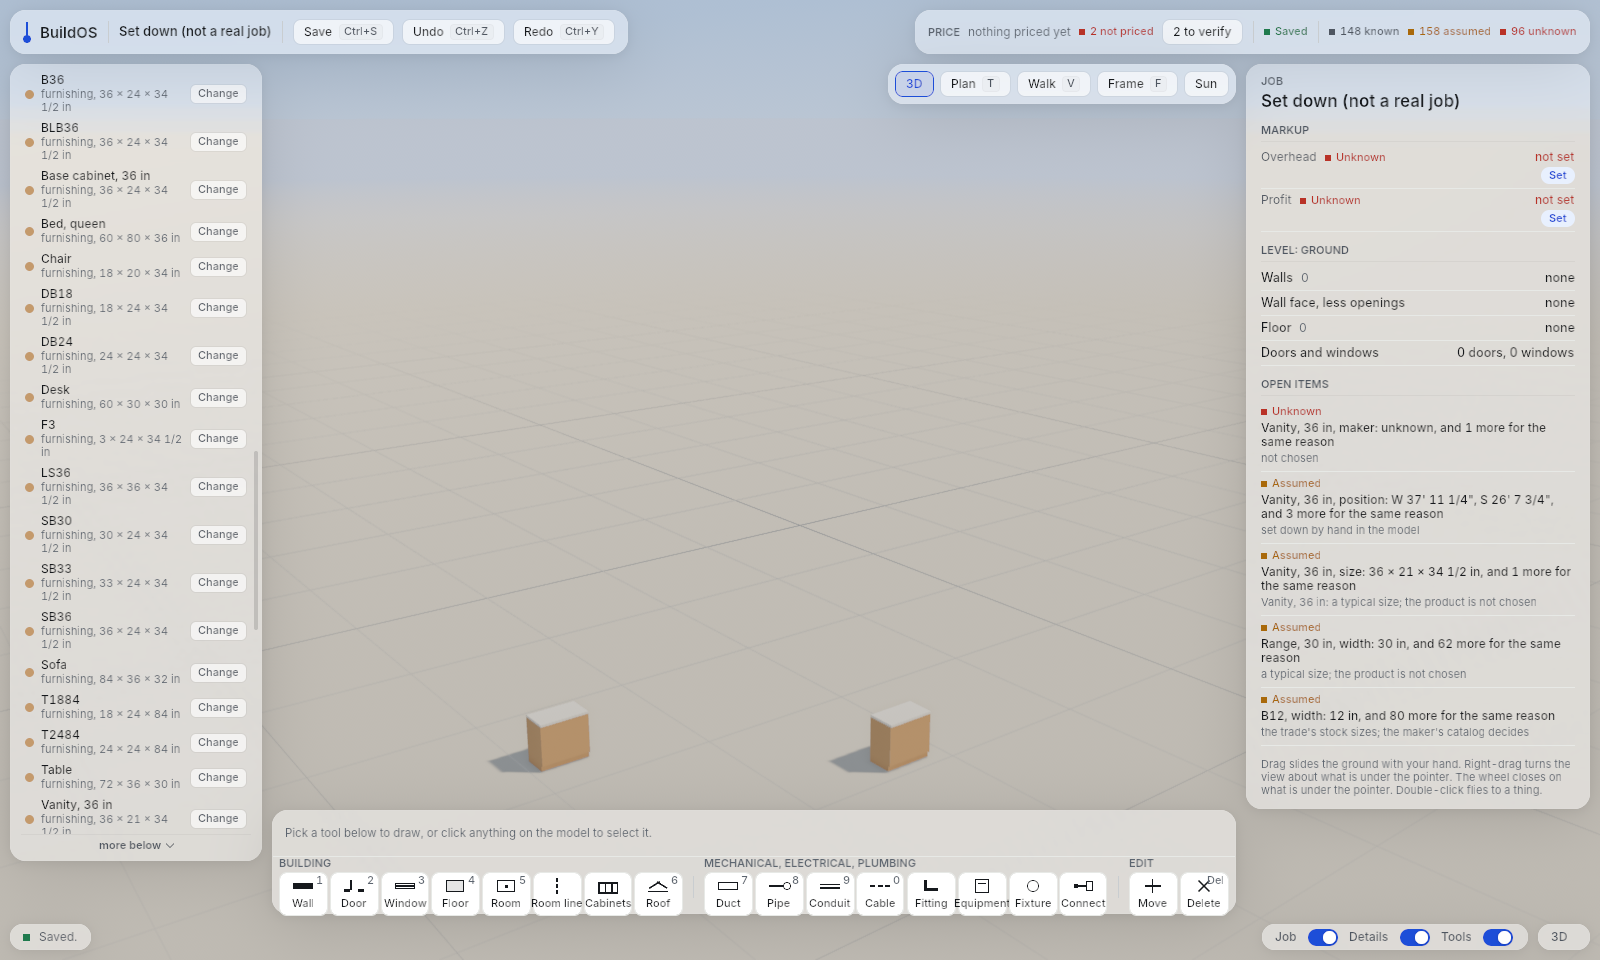 BuildOS
Set down (not a real job)
Save Ctrl+S
Undo Ctrl+Z
Redo Ctrl+Y
PRICE nothing priced yet 2 not priced
2 to verify
Saved
148 known 158 assumed 96 unknown
B36
furnishing, 36 × 24 × 34
1/2 in
Change
BLB36
furnishing, 36 × 24 × 34
1/2 in
Change
Base cabinet, 36 in
furnishing, 36 × 24 × 34
1/2 in
Change
Bed, queen
furnishing, 60 × 80 × 36 in
Change
Chair
furnishing, 18 × 20 × 34 in
Change
DB18
furnishing, 18 × 24 × 34
1/2 in
Change
DB24
furnishing, 24 × 24 × 34
1/2 in
Change
Desk
furnishing, 60 × 30 × 30 in
Change
F3
furnishing, 3 × 24 × 34 1/2
in
Change
LS36
furnishing, 36 × 36 × 34
1/2 in
Change
SB30
furnishing, 30 × 24 × 34
1/2 in
Change
SB33
furnishing, 33 × 24 × 34
1/2 in
Change
SB36
furnishing, 36 × 24 × 34
1/2 in
Change
Sofa
furnishing, 84 × 36 × 32 in
Change
T1884
furnishing, 18 × 24 × 84 in
Change
T2484
furnishing, 24 × 24 × 84 in
Change
Table
furnishing, 72 × 36 × 30 in
Change
Vanity, 36 in
furnishing, 36 × 21 × 34
1/2 in
Change
more below
3D
Plan T
Walk V
Frame F
Sun
JOB
Set down (not a real job)
MARKUP
Overhead Unknown not set
Set
Profit Unknown not set
Set
LEVEL: GROUND
Walls 0 none
Wall face, less openings none
Floor 0 none
Doors and windows 0 doors, 0 windows
OPEN ITEMS
Unknown
Vanity, 36 in, maker: unknown, and 1 more for the
same reason
not chosen
Assumed
Vanity, 36 in, position: W 37' 11 1/4", S 26' 7 3/4",
and 3 more for the same reason
set down by hand in the model
Assumed
Vanity, 36 in, size: 36 × 21 × 34 1/2 in, and 1 more for
the same reason
Vanity, 36 in: a typical size; the product is not chosen
Assumed
Range, 30 in, width: 30 in, and 62 more for the same
reason
a typical size; the product is not chosen
Assumed
B12, width: 12 in, and 80 more for the same reason
the trade's stock sizes; the maker's catalog decides
Drag slides the ground with your hand. Right-drag turns the
view about what is under the pointer. The wheel closes on
what is under the pointer. Double-click flies to a thing.
Pick a tool below to draw, or click anything on the model to select it.
BUILDING
Wall 1
Door 2
Window 3
Floor 4
Room 5
Room line
Cabinets
Roof 6
MECHANICAL, ELECTRICAL, PLUMBING
Duct 7
Pipe 8
Conduit 9
Cable 0
Fitting
Equipment
Fixture
Connect
EDIT
Move
Delete Del
Saved.
Job
Details
Tools
3D